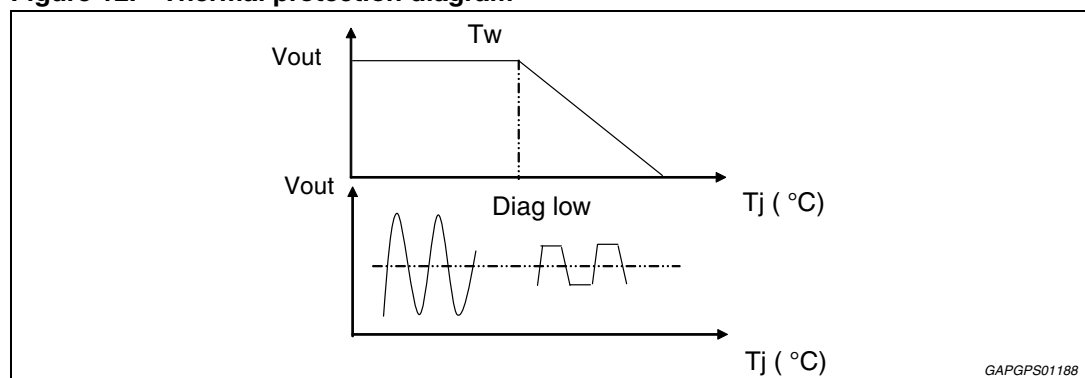 Figure 12. Thermal protection diagram
Tw
Vout
Vout
Tj ( °C)
Diag low
Tj ( °C)
GAPGPS01188